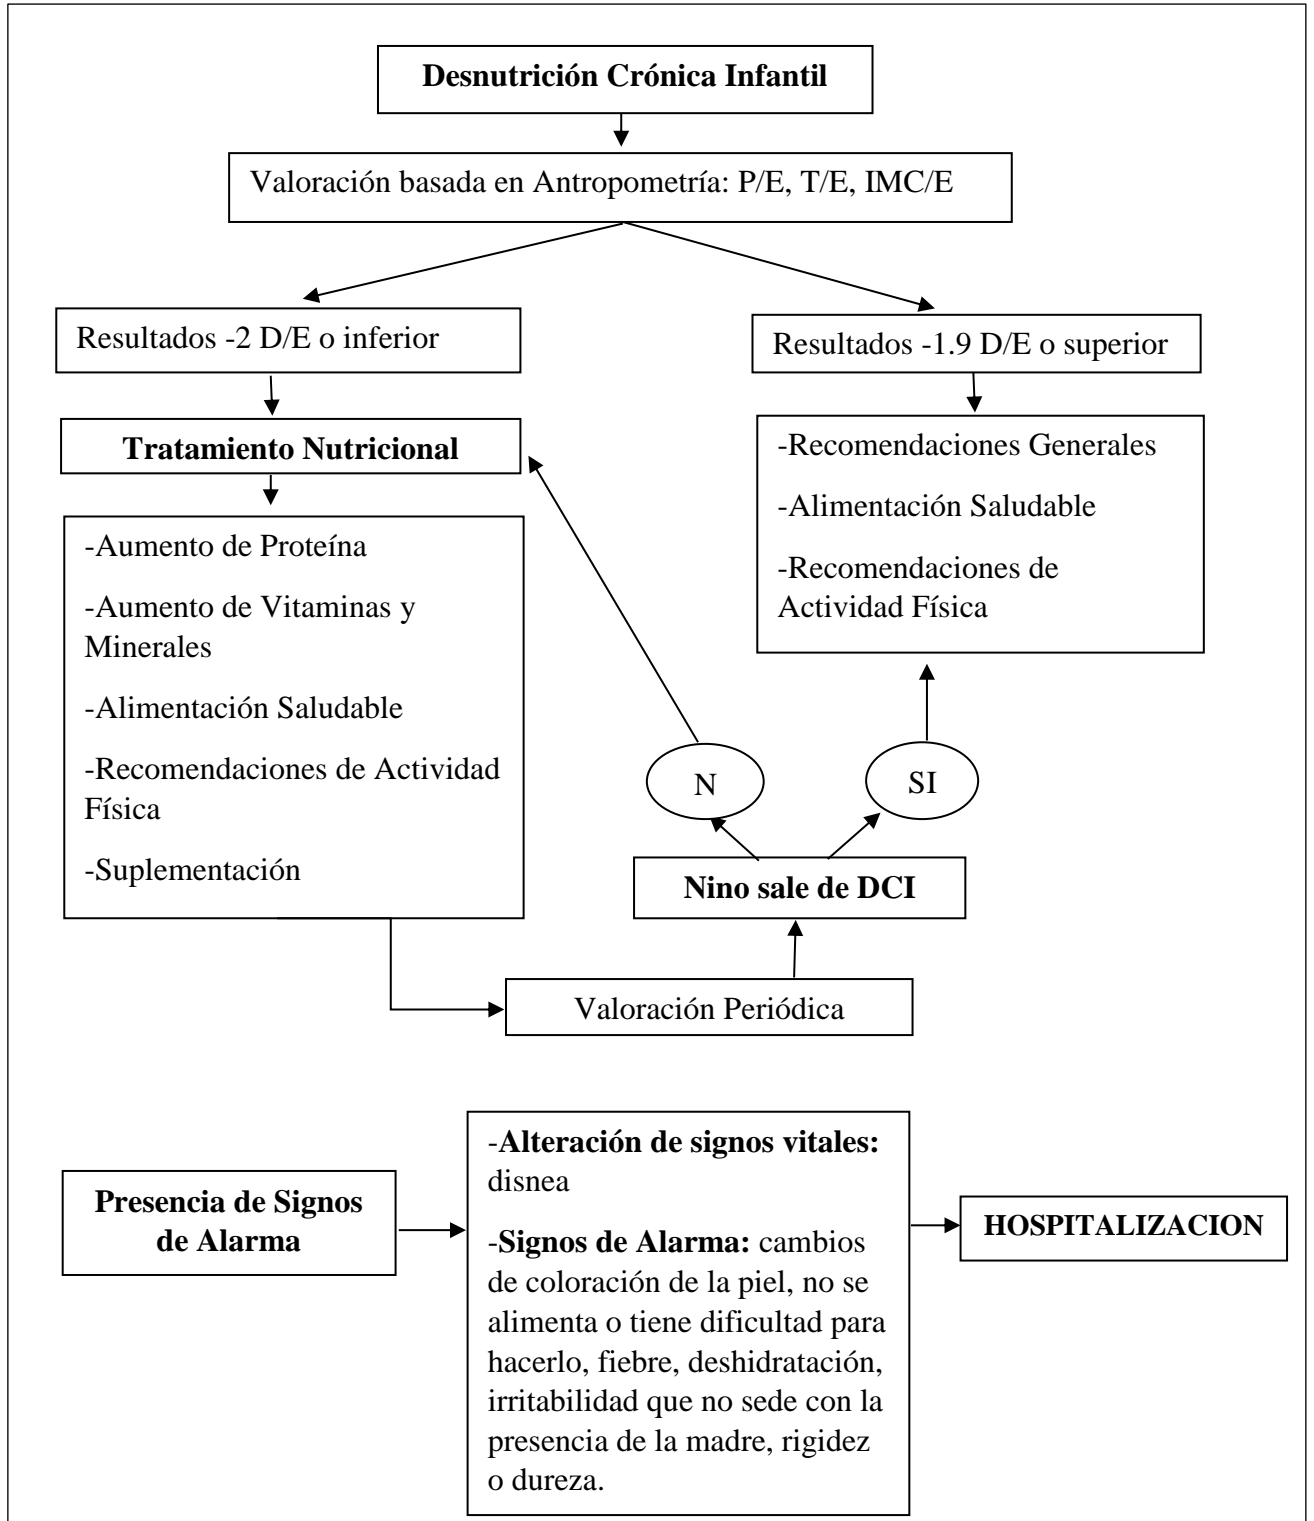 Desnutrición Crónica Infantil
Valoración basada en Antropometría: P/E, T/E, IMC/E
Resultados -2 D/E o inferior
Resultados -1.9 D/E o superior
Tratamiento Nutricional
-Aumento de Proteína
-Aumento de Vitaminas y
Minerales
-Alimentación Saludable
-Recomendaciones de Actividad
Física
-Suplementación
-Recomendaciones Generales
-Alimentación Saludable
-Recomendaciones de
Actividad Física
N
SI
Nino sale de DCI
Valoración Periódica
Presencia de Signos
de Alarma
-Alteración de signos vitales:
disnea
-Signos de Alarma: cambios
de coloración de la piel, no se
alimenta o tiene dificultad para
hacerlo, fiebre, deshidratación,
irritabilidad que no sede con la
presencia de la madre, rigidez
o dureza.
HOSPITALIZACION